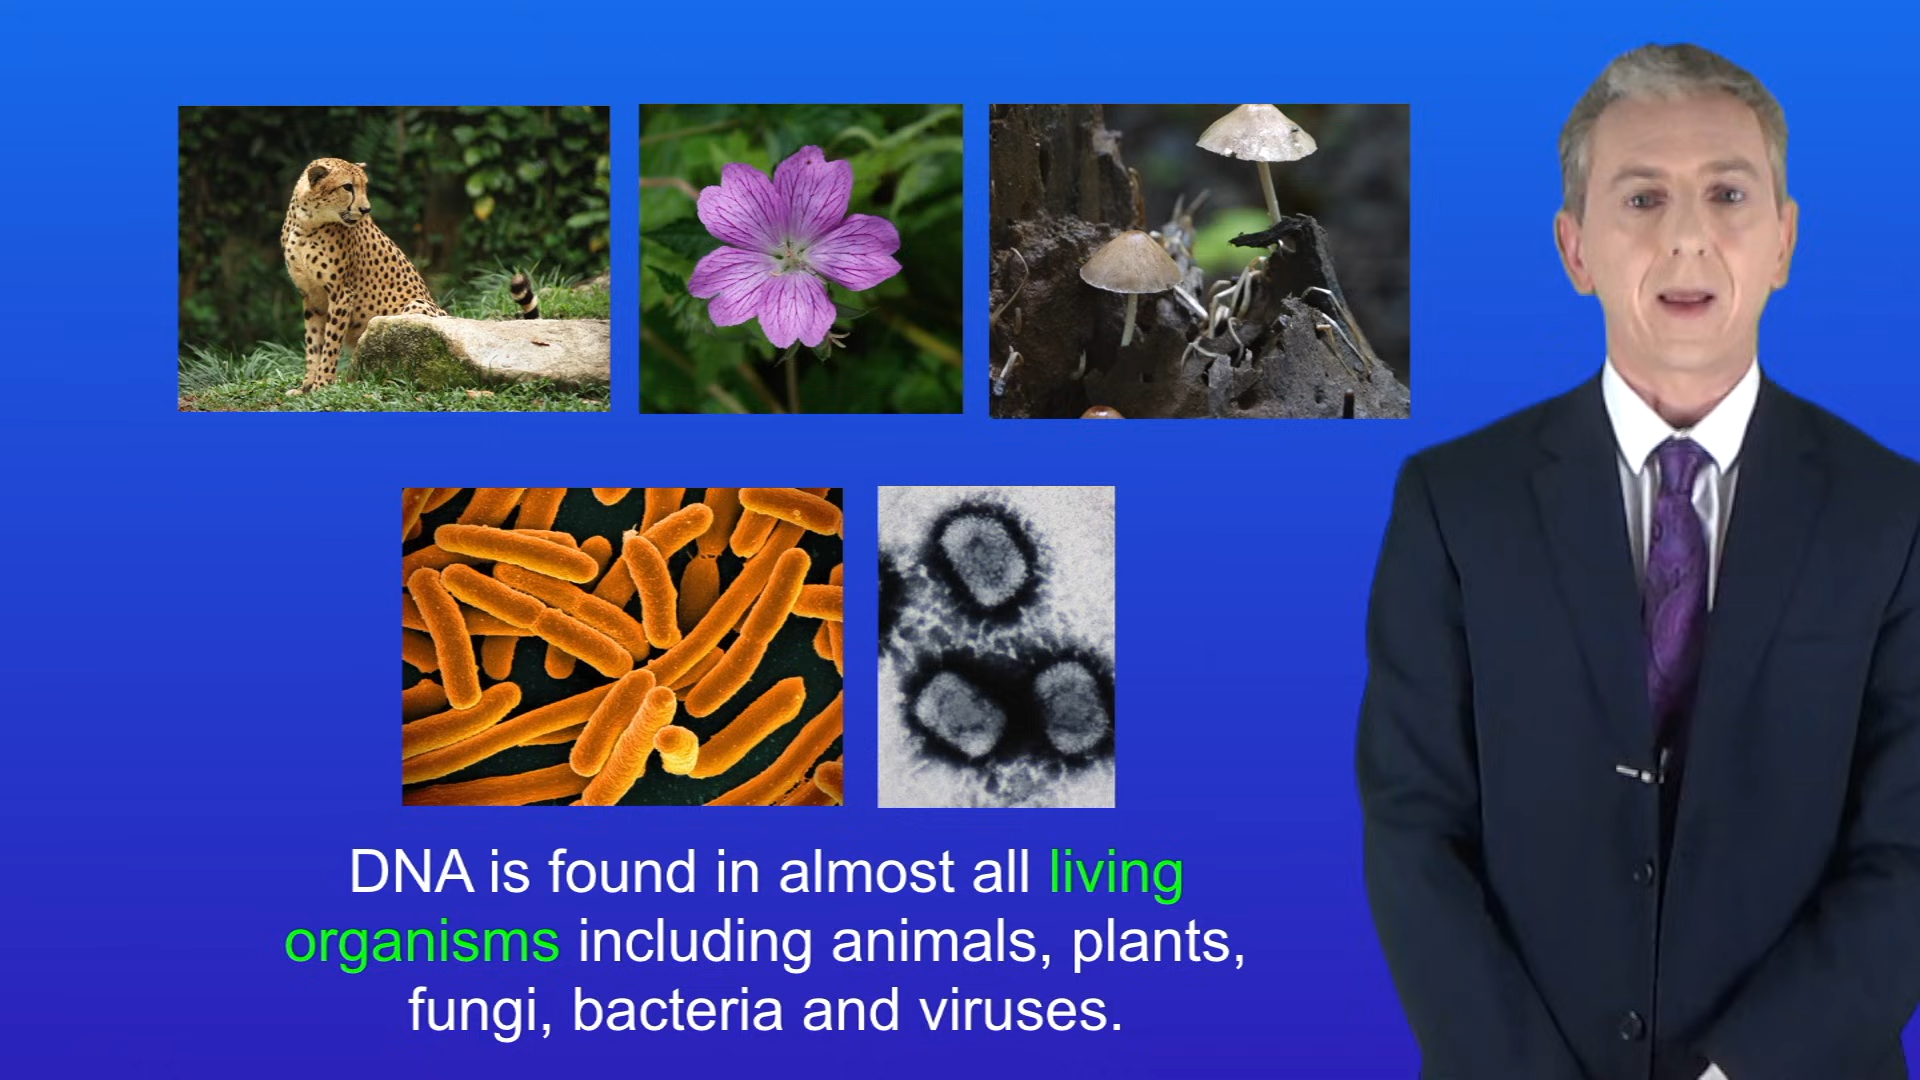 DNA is found in almost all living
organisms including animals, plants,
fungi, bacteria and viruses.